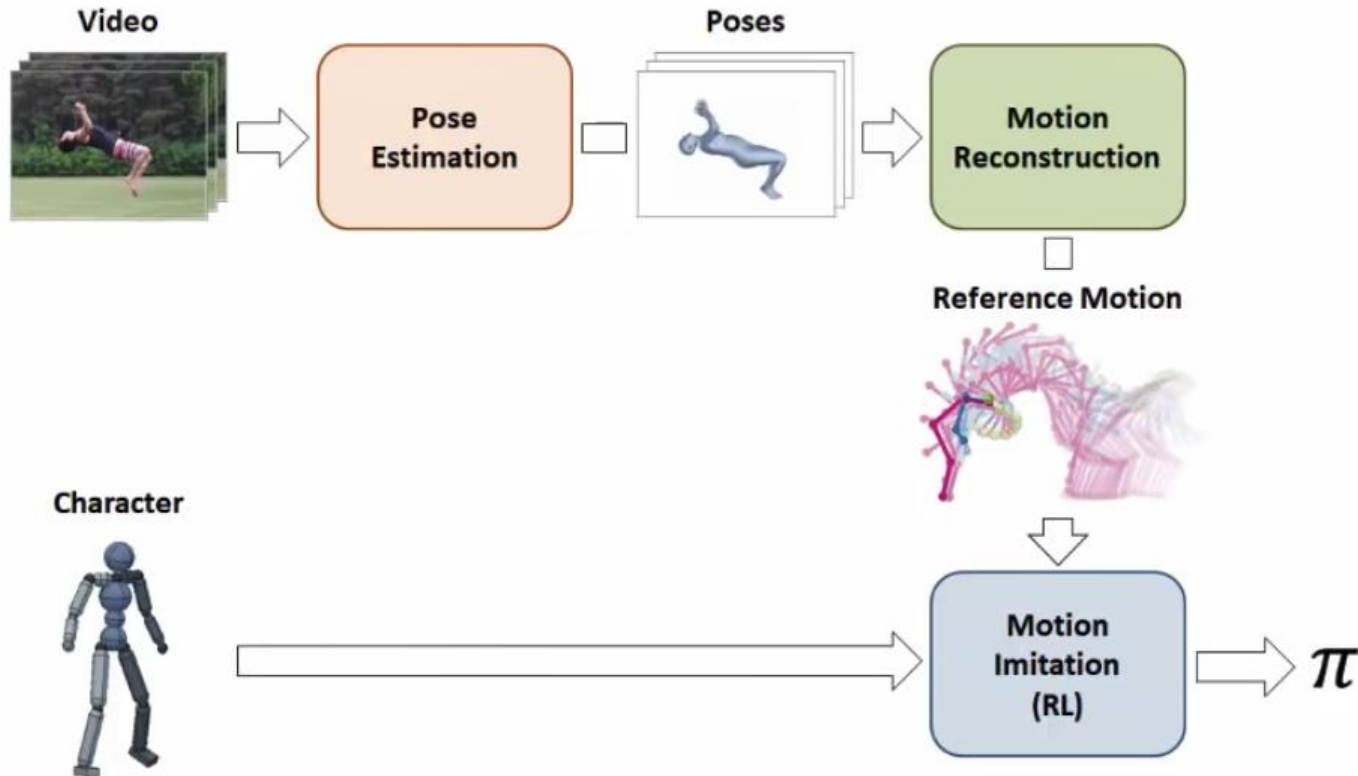 Video
Poses
Pose
Estimation
Motion
Reconstruction
Reference Motion
Character
Motion
Imitation
(RL)
π